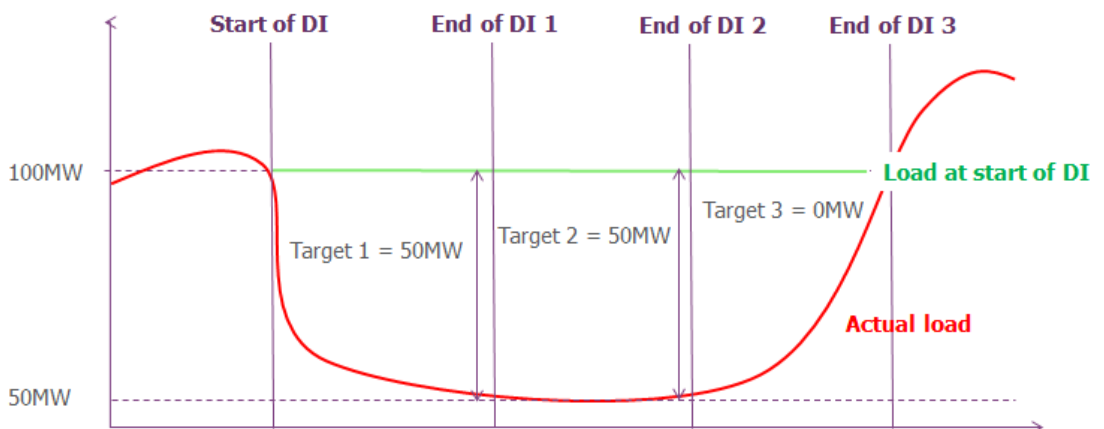 Start of DI
End of DI 1
End of DI 2
End of DI 3
100MW
Load at start of DI
Target 1 = 50MW
Target 2 = 50MW
Target 3 = 0MW
Actual load
50MW